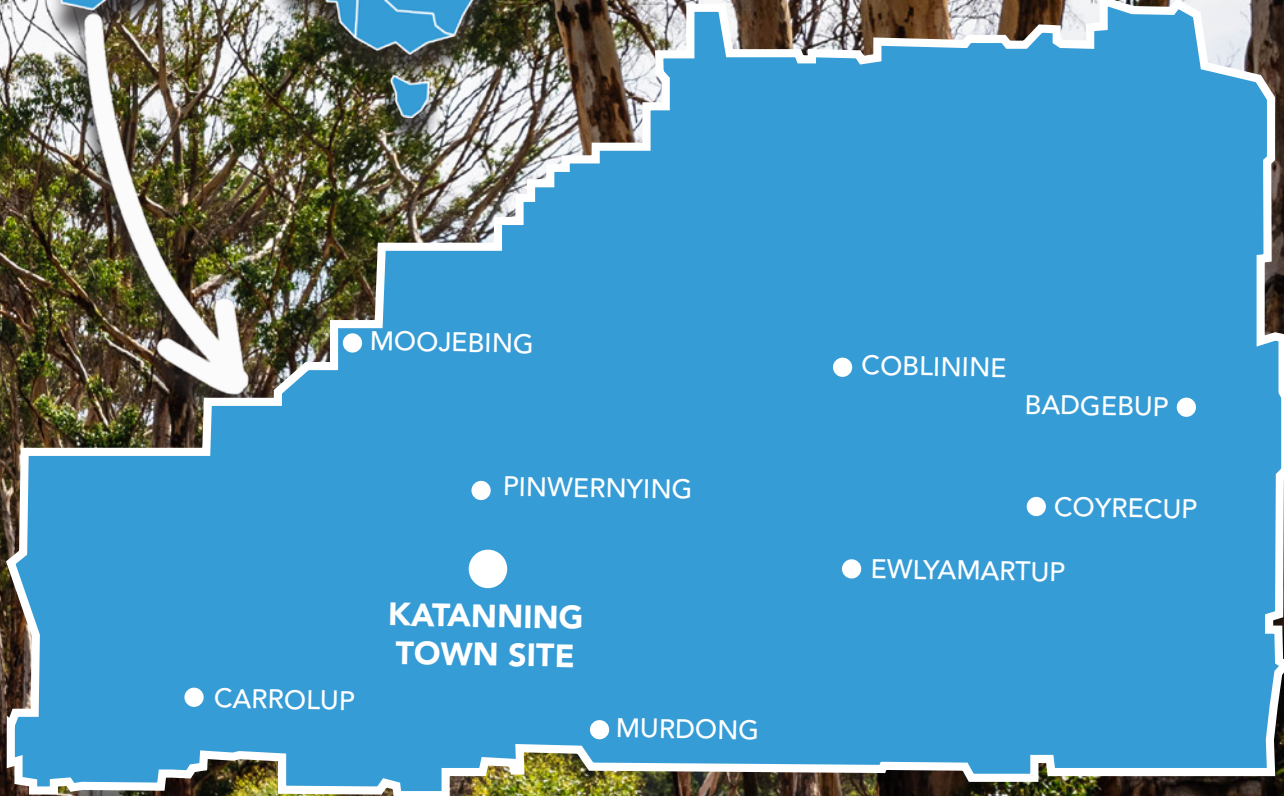 MOOJEBING
COBLININE
BADGEBUP
PINWERNYING
COYRECUP
EWLYAMARTUP
KATANNING
TOWN SITE
CARROLUP
MURDONG